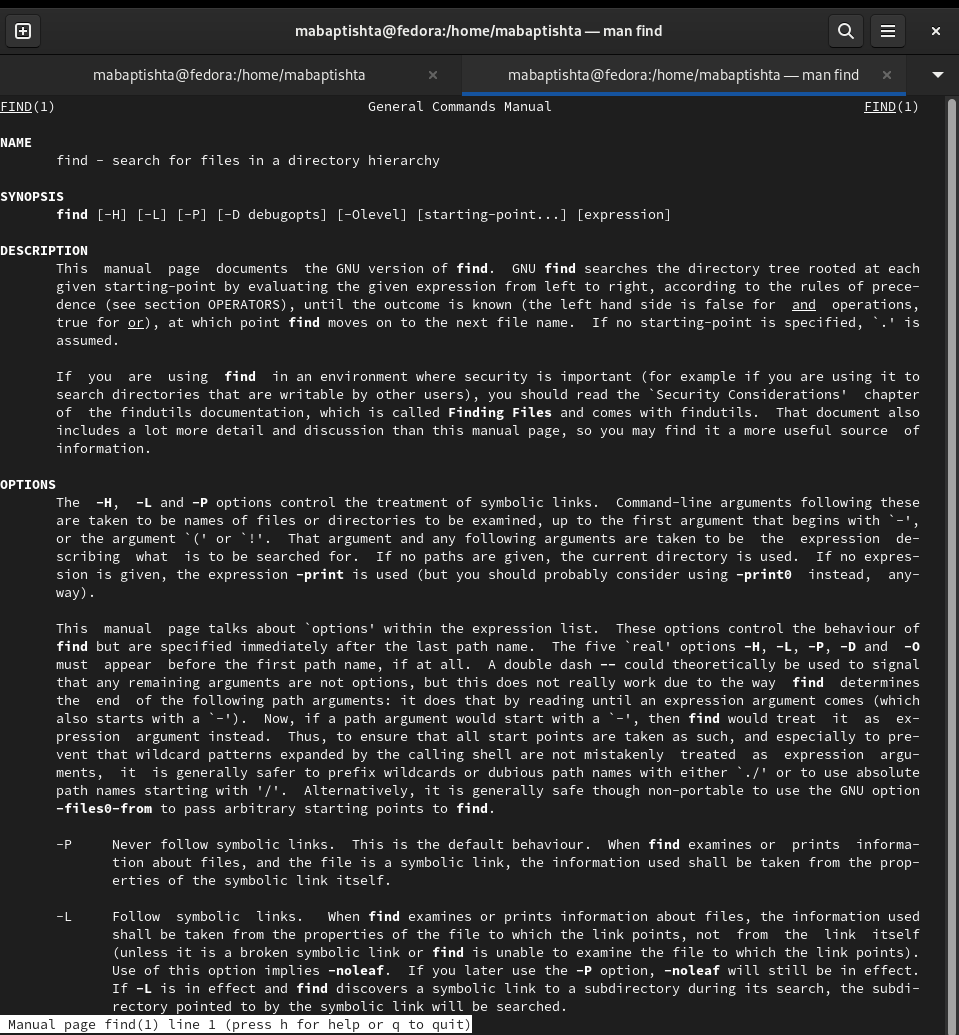 mabaptishta@fedora:/home/mabaptishta — man find
mabaptishta@fedora:/home/mabaptishta
mabaptishta@fedora:/home/mabaptishta — man find
FIND(1) General Commands Manual FIND(1)
NAME
find - search for files in a directory hierarchy
SYNOPSIS
find [-H] [-L] [-P] [-D debugopts] [-Olevel] [starting-point...] [expression]
DESCRIPTION
This manual page documents the GNU version of find. GNU find searches the directory tree rooted at each
given starting-point by evaluating the given expression from left to right, according to the rules of prece-
dence (see section OPERATORS), until the outcome is known (the left hand side is false for and operations,
true for or), at which point find moves on to the next file name. If no starting-point is specified, `.' is
assumed.
If you are using find in an environment where security is important (for example if you are using it to
search directories that are writable by other users), you should read the `Security Considerations' chapter
of the findutils documentation, which is called Finding Files and comes with findutils. That document also
includes a lot more detail and discussion than this manual page, so you may find it a more useful source of
information.
OPTIONS
The -H, -L and -P options control the treatment of symbolic links. Command-line arguments following these
are taken to be names of files or directories to be examined, up to the first argument that begins with `-',
or the argument `(' or `!'. That argument and any following arguments are taken to be the expression de-
scribing what is to be searched for. If no paths are given, the current directory is used. If no expres-
sion is given, the expression -print is used (but you should probably consider using -print0 instead, any-
way).
This manual page talks about `options' within the expression list. These options control the behaviour of
find but are specified immediately after the last path name. The five `real' options -H, -L, -P, -D and -O
must appear before the first path name, if at all. A double dash -- could theoretically be used to signal
that any remaining arguments are not options, but this does not really work due to the way find determines
the end of the following path arguments: it does that by reading until an expression argument comes (which
also starts with a `-'). Now, if a path argument would start with a `-', then find would treat it as ex-
pression argument instead. Thus, to ensure that all start points are taken as such, and especially to pre-
vent that wildcard patterns expanded by the calling shell are not mistakenly treated as expression argu-
ments, it is generally safer to prefix wildcards or dubious path names with either `./' or to use absolute
path names starting with '/'. Alternatively, it is generally safe though non-portable to use the GNU option
-files0-from to pass arbitrary starting points to find.
-P Never follow symbolic links. This is the default behaviour. When find examines or prints informa-
tion about files, and the file is a symbolic link, the information used shall be taken from the prop-
erties of the symbolic link itself.
-L Follow symbolic links. When find examines or prints information about files, the information used
shall be taken from the properties of the file to which the link points, not from the link itself
(unless it is a broken symbolic link or find is unable to examine the file to which the link points).
Use of this option implies -noleaf. If you later use the -P option, -noleaf will still be in effect.
If -L is in effect and find discovers a symbolic link to a subdirectory during its search, the subdi-
rectory pointed to by the symbolic link will be searched.
Manual page find(1) line 1 (press h for help or q to quit)